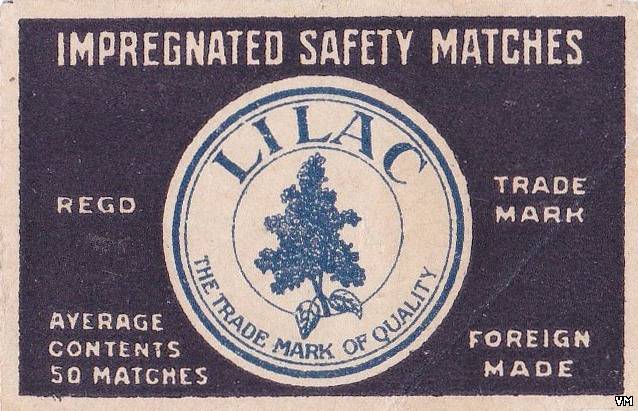 IMPREGNATED SAFETY MATCHES
LILAC
REGD
TRADE
MARK
THE TRADE MARK OF QUALITY
AVERAGE
CONTENTS
50 MATCHES
FOREIGN
MADE
VM